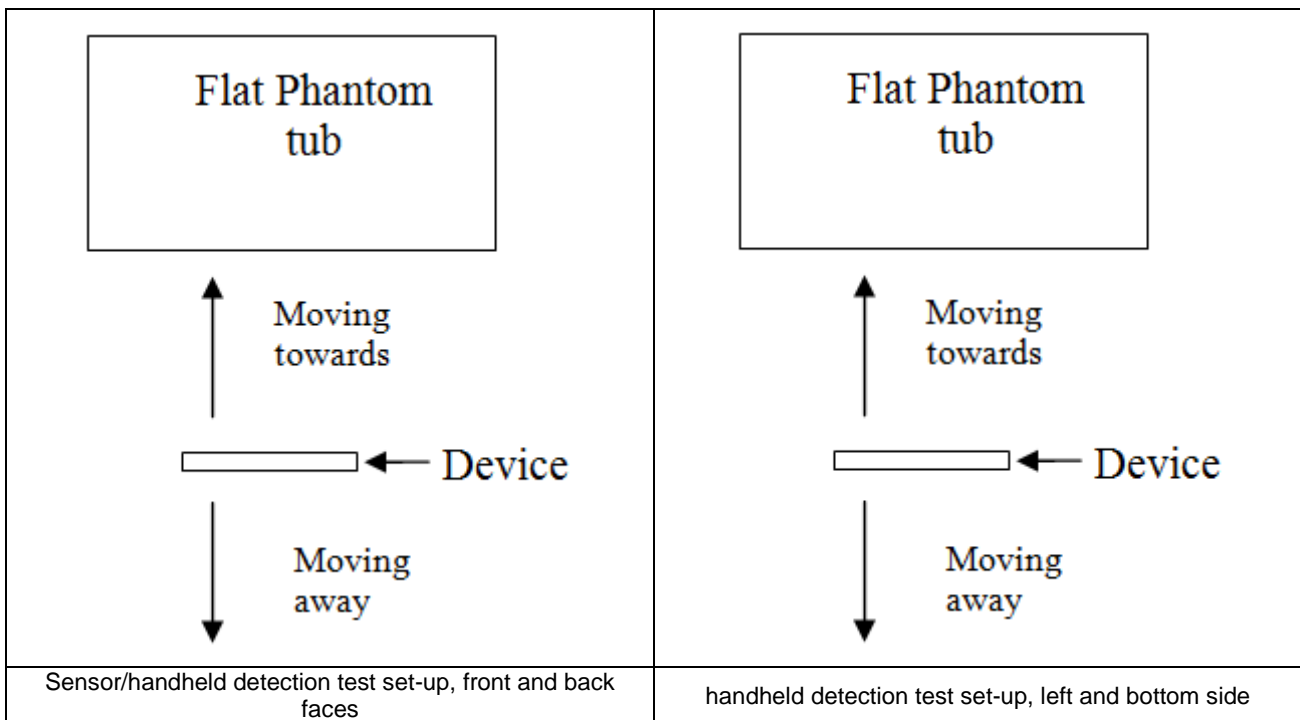 Flat Phantom
tub
Moving
towards
Device
Moving
away
Sensor/handheld detection test set-up, front and back
faces
Flat Phantom
tub
Moving
towards
Device
Moving
away
handheld detection test set-up, left and bottom side